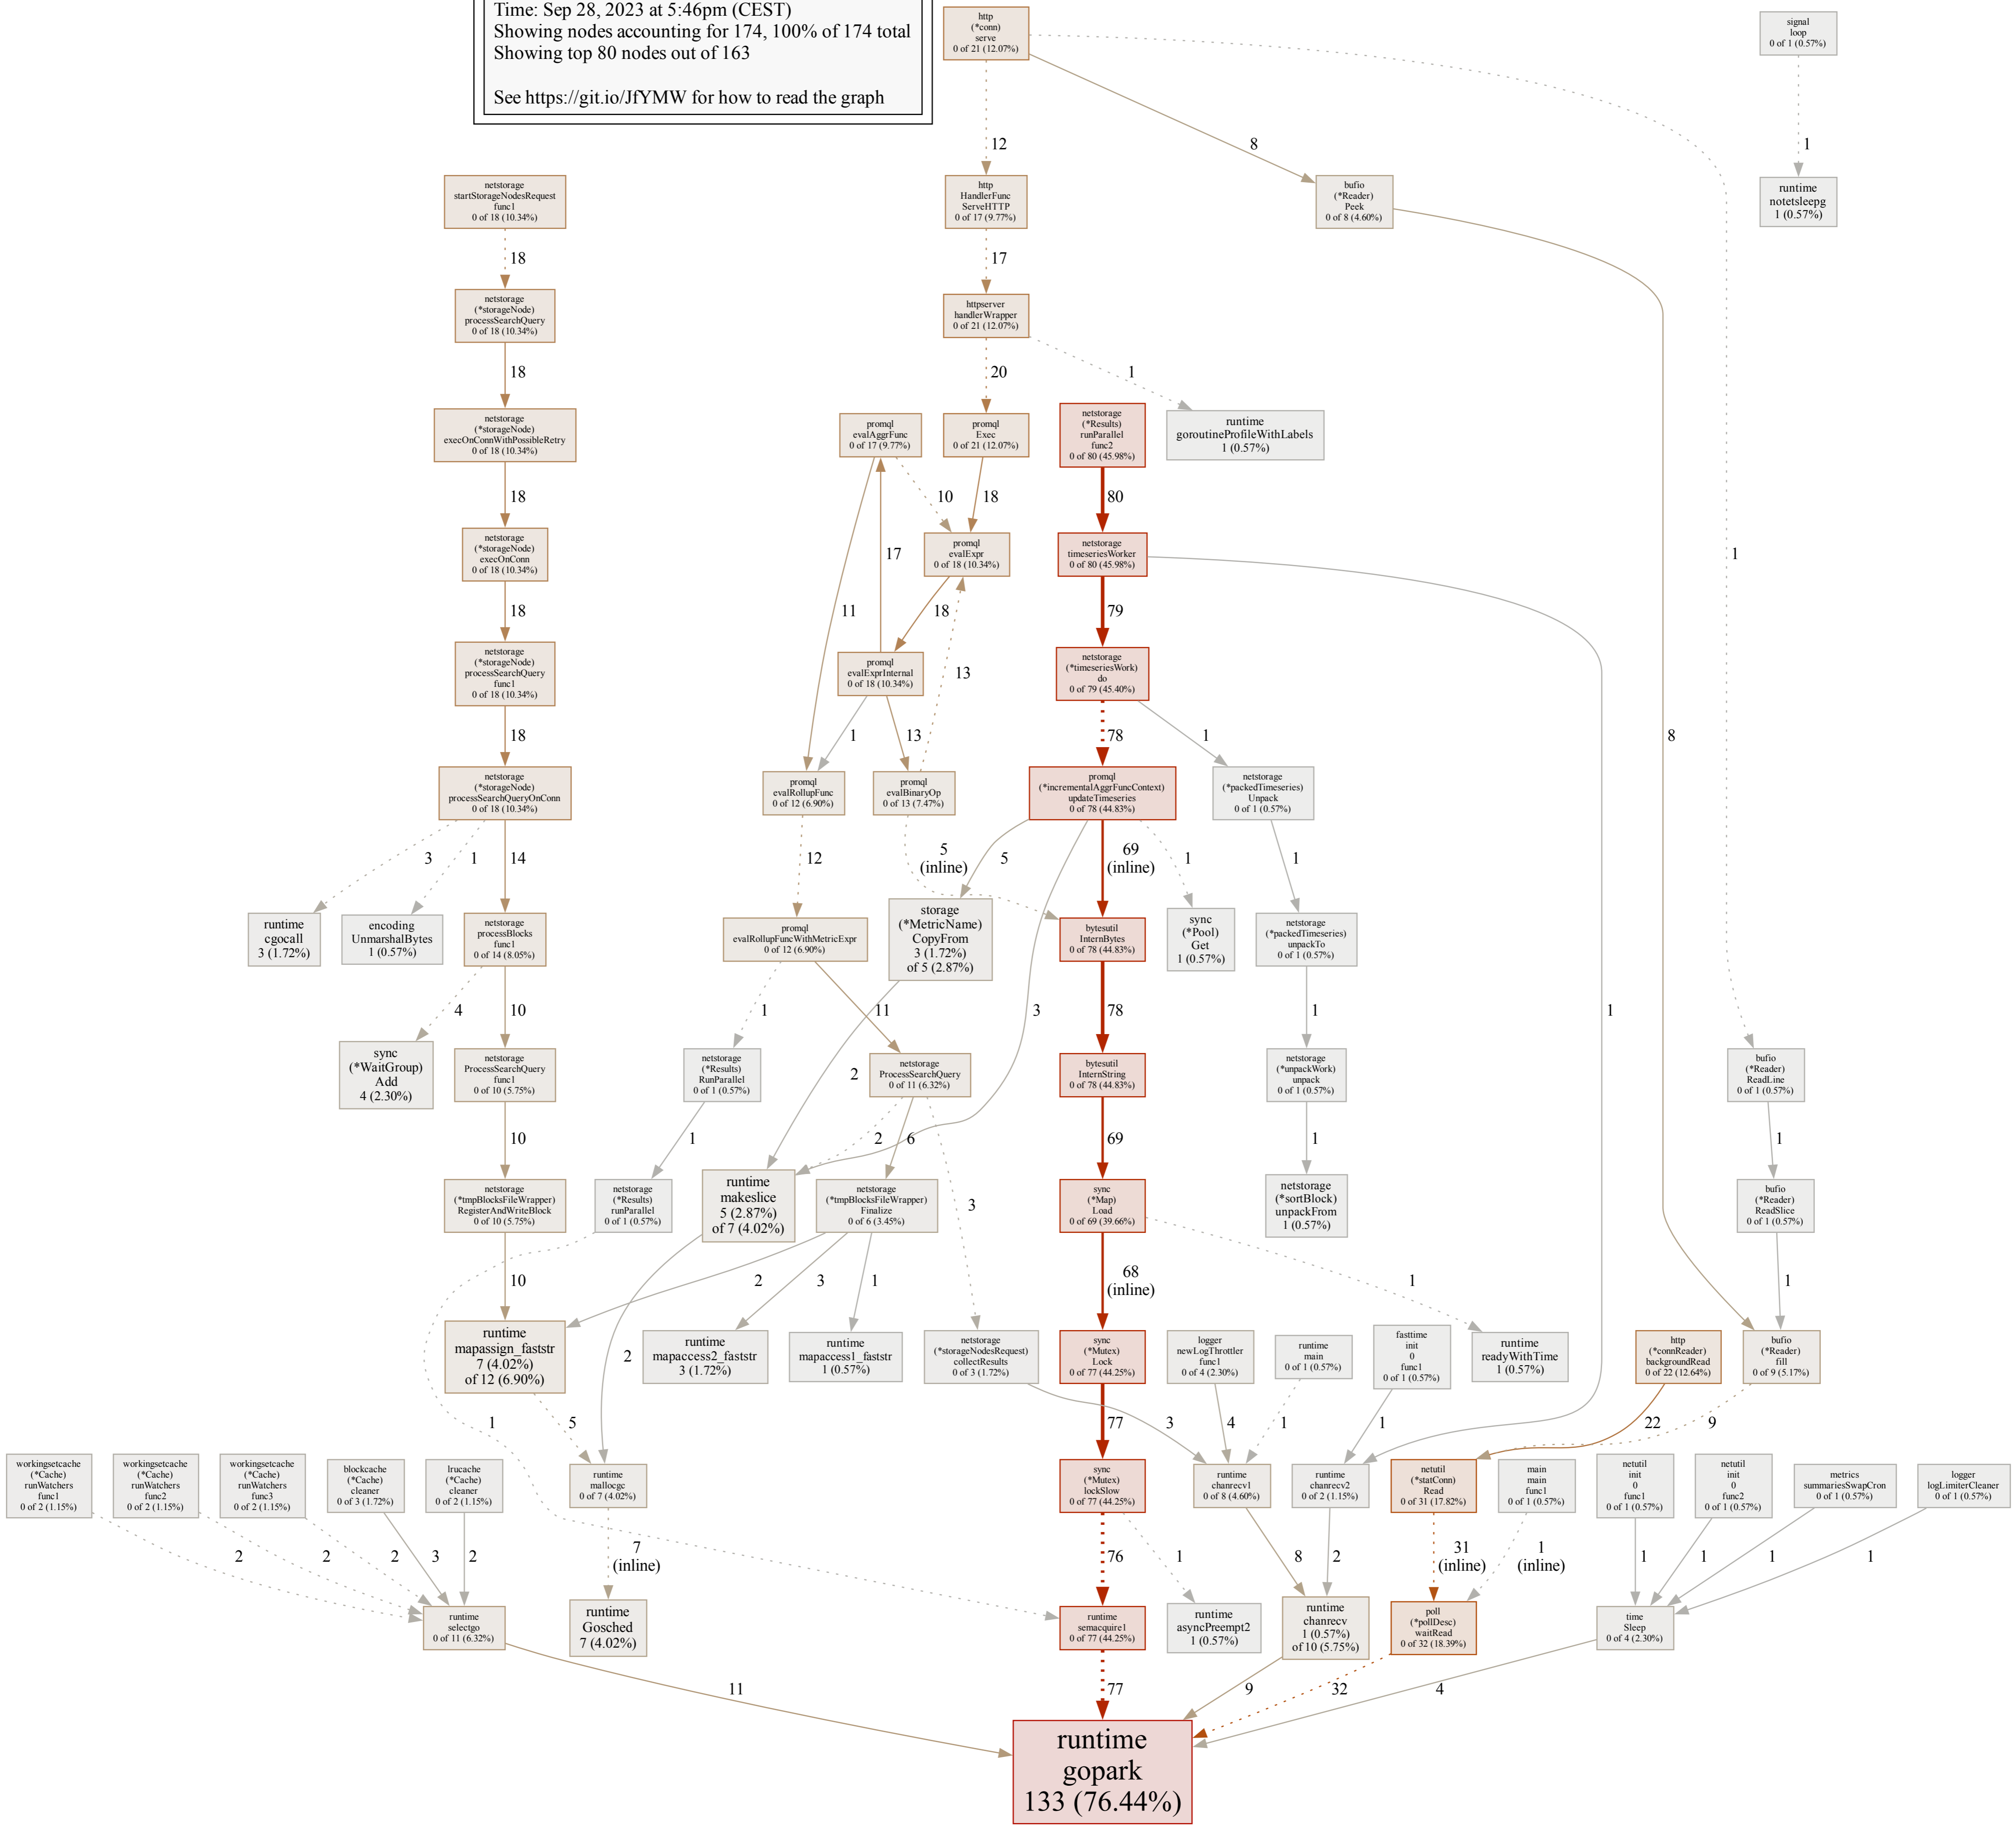 Time: Sep 28, 2023 at 5:46pm (CEST)
Showing nodes accounting for 174, 100% of 174 total
Showing top 80 nodes out of 163
See https://git.io/JfYMW for how to read the graph
http
(*conn)
serve
0 of 21 (12.07%)
signal
loop
0 of 1 (0.57%)
12
8
1
netstorage
startStorageNodesRequest
func1
0 of 18 (10.34%)
http
HandlerFunc
ServeHTTP
0 of 17 (9.77%)
bufio
(*Reader)
Peek
0 of 8 (4.60%)
runtime
notetsleepg
1 (0.57%)
18
17
netstorage
(*storageNode)
processSearchQuery
0 of 18 (10.34%)
httpserver
handlerWrapper
0 of 21 (12.07%)
18
20
1
netstorage
(*storageNode)
execOnConnWithPossibleRetry
0 of 18 (10.34%)
promql
evalAggrFunc
0 of 17 (9.77%)
promql
Exec
0 of 21 (12.07%)
netstorage
(*Results)
runParallel
func2
0 of 80 (45.98%)
runtime
goroutineProfileWithLabels
1 (0.57%)
18
10
18
80
netstorage
(*storageNode)
execOnConn
0 of 18 (10.34%)
promql
evalExpr
0 of 18 (10.34%)
netstorage
timeseriesWorker
0 of 80 (45.98%)
17
1
18
11
18
79
netstorage
(*storageNode)
processSearchQuery
func1
0 of 18 (10.34%)
promql
evalExprInternal
0 of 18 (10.34%)
13
netstorage
(*timeseriesWork)
do
0 of 79 (45.40%)
18
1
13
78
1
8
netstorage
(*storageNode)
processSearchQueryOnConn
0 of 18 (10.34%)
promql
evalRollupFunc
0 of 12 (6.90%)
promql
evalBinaryOp
0 of 13 (7.47%)
promql
(*incrementalAggrFuncContext)
updateTimeseries
0 of 78 (44.83%)
netstorage
(*packedTimeseries)
Unpack
0 of 1 (0.57%)
3
1
14
12
5
(inline)
5
69
(inline)
1
1
runtime
cgocall
3 (1.72%)
encoding
UnmarshalBytes
1 (0.57%)
netstorage
processBlocks
func1
0 of 14 (8.05%)
promql
evalRollupFuncWithMetricExpr
0 of 12 (6.90%)
storage
(*MetricName)
CopyFrom
3 (1.72%)
of 5 (2.87%)
bytesutil
InternBytes
0 of 78 (44.83%)
sync
(*Pool)
Get
1 (0.57%)
netstorage
(*packedTimeseries)
unpackTo
0 of 1 (0.57%)
4
10
1
11
3
78
1
1
sync
(*WaitGroup)
Add
4 (2.30%)
netstorage
ProcessSearchQuery
func1
0 of 10 (5.75%)
netstorage
(*Results)
RunParallel
0 of 1 (0.57%)
2
netstorage
ProcessSearchQuery
0 of 11 (6.32%)
bytesutil
InternString
0 of 78 (44.83%)
netstorage
(*unpackWork)
unpack
0 of 1 (0.57%)
bufio
(*Reader)
ReadLine
0 of 1 (0.57%)
10
1
2
6
69
1
1
netstorage
(*tmpBlocksFileWrapper)
RegisterAndWriteBlock
0 of 10 (5.75%)
netstorage
(*Results)
runParallel
0 of 1 (0.57%)
runtime
makeslice
5 (2.87%)
of 7 (4.02%)
netstorage
(*tmpBlocksFileWrapper)
Finalize
0 of 6 (3.45%)
3
sync
(*Map)
Load
0 of 69 (39.66%)
netstorage
(*sortBlock)
unpackFrom
1 (0.57%)
bufio
(*Reader)
ReadSlice
0 of 1 (0.57%)
10
2
3
1
68
(inline)
1
1
runtime
mapassign_faststr
7 (4.02%)
of 12 (6.90%)
2
runtime
mapaccess2_faststr
3 (1.72%)
runtime
mapaccess1_faststr
1 (0.57%)
netstorage
(*storageNodesRequest)
collectResults
0 of 3 (1.72%)
sync
(*Mutex)
Lock
0 of 77 (44.25%)
logger
newLogThrottler
func1
0 of 4 (2.30%)
runtime
main
0 of 1 (0.57%)
fasttime
init
0
func1
0 of 1 (0.57%)
runtime
readyWithTime
1 (0.57%)
http
(*connReader)
backgroundRead
0 of 22 (12.64%)
bufio
(*Reader)
fill
0 of 9 (5.17%)
1
5
77
3
4
1
1
22
9
workingsetcache
(*Cache)
runWatchers
func1
0 of 2 (1.15%)
workingsetcache
(*Cache)
runWatchers
func2
0 of 2 (1.15%)
workingsetcache
(*Cache)
runWatchers
func3
0 of 2 (1.15%)
blockcache
(*Cache)
cleaner
0 of 3 (1.72%)
lrucache
(*Cache)
cleaner
0 of 2 (1.15%)
runtime
mallocgc
0 of 7 (4.02%)
sync
(*Mutex)
lockSlow
0 of 77 (44.25%)
runtime
chanrecv1
0 of 8 (4.60%)
runtime
chanrecv2
0 of 2 (1.15%)
netutil
(*statConn)
Read
0 of 31 (17.82%)
main
main
func1
0 of 1 (0.57%)
netutil
init
0
func1
0 of 1 (0.57%)
netutil
init
0
func2
0 of 1 (0.57%)
metrics
summariesSwapCron
0 of 1 (0.57%)
logger
logLimiterCleaner
0 of 1 (0.57%)
2
2
2
3
2
7
(inline)
76
1
8
2
31
(inline)
1
(inline)
1
1
1
1
runtime
selectgo
0 of 11 (6.32%)
runtime
Gosched
7 (4.02%)
runtime
semacquire1
0 of 77 (44.25%)
runtime
asyncPreempt2
1 (0.57%)
runtime
chanrecv
1 (0.57%)
of 10 (5.75%)
poll
(*pollDesc)
waitRead
0 of 32 (18.39%)
time
Sleep
0 of 4 (2.30%)
11
77
9
32
4
runtime
gopark
133 (76.44%)